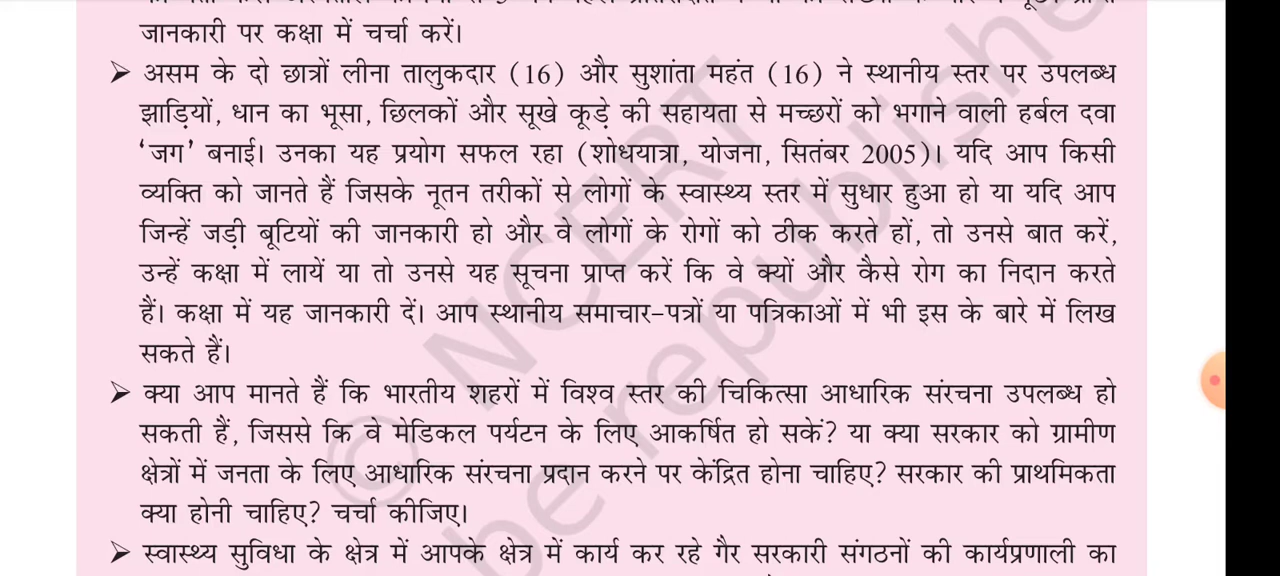 जानकारी पर कक्षा में चर्चा करें।
➢ असम के दो छात्रों लीना तालुकदार (16) और सुशांता महंत (16) ने स्थानीय स्तर पर उपलब्ध
झाड़ियों, धान का भूसा, छिलकों और सूखे कूड़े की सहायता से मच्छरों को भगाने वाली हर्बल दवा
‘जग’ बनाई। उनका यह प्रयोग सफल रहा (शोधयात्रा, योजना, सितंबर 2005)। यदि आप किसी
व्यक्ति को जानते हैं जिसके नूतन तरीकों से लोगों के स्वास्थ्य स्तर में सुधार हुआ हो या यदि आप
जिन्हें जड़ी बूटियों की जानकारी हो और वे लोगों के रोगों को ठीक करते हों, तो उनसे बात करें,
उन्हें कक्षा में लायें या तो उनसे यह सूचना प्राप्त करें कि वे क्यों और कैसे रोग का निदान करते
हैं। कक्षा में यह जानकारी दें। आप स्थानीय समाचार-पत्रों या पत्रिकाओं में भी इस के बारे में लिख
सकते हैं।
➢ क्या आप मानते हैं कि भारतीय शहरों में विश्व स्तर की चिकित्सा आधारिक संरचना उपलब्ध हो
सकती हैं, जिससे कि वे मेडिकल पर्यटन के लिए आकर्षित हो सकें? या क्या सरकार को ग्रामीण
क्षेत्रों में जनता के लिए आधारिक संरचना प्रदान करने पर केंद्रित होना चाहिए? सरकार की प्राथमिकता
क्या होनी चाहिए? चर्चा कीजिए।
➢ स्वास्थ्य सुविधा के क्षेत्र में आपके क्षेत्र में कार्य कर रहे गैर सरकारी संगठनों की कार्यप्रणाली का
© NCERT
be republishe